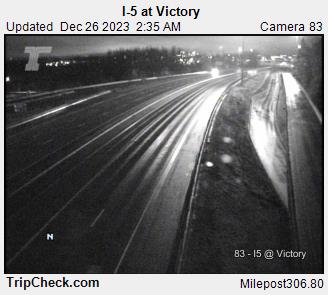 I-5 at Victory
Updated Dec 26 2023 2:35 AM Camera 83
T
N
83 - I5 @ Victory
TripCheck.com Milepost306.80